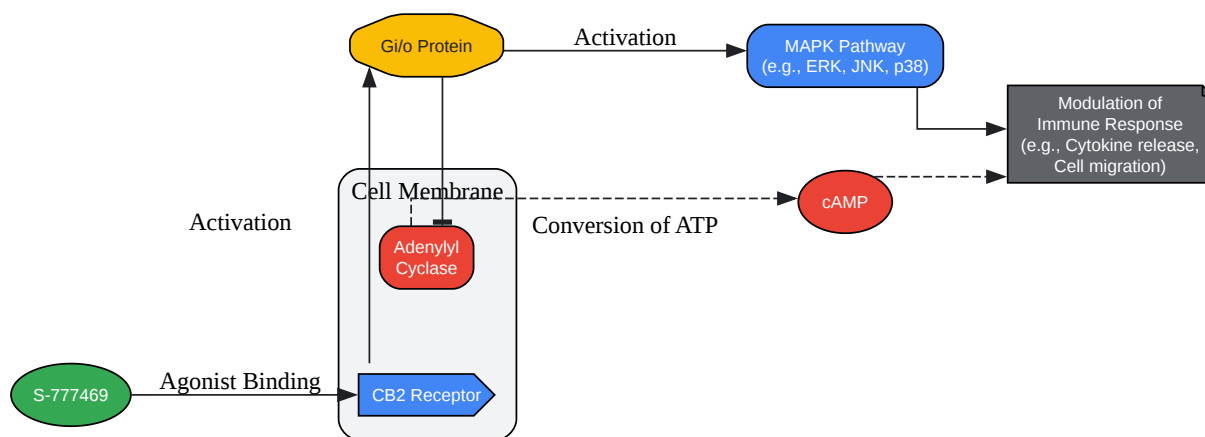 Gi/o Protein
Activation
MAPK Pathway
(e.g., ERK, JNK, p38)
Modulation of
Immune Response
(e.g., Cytokine release,
Cell migration)
Cell Membrane
cAMP
Activation
Conversion of ATP
Adenylyl
Cyclase
S-777469
Agonist Binding
CB2 Receptor